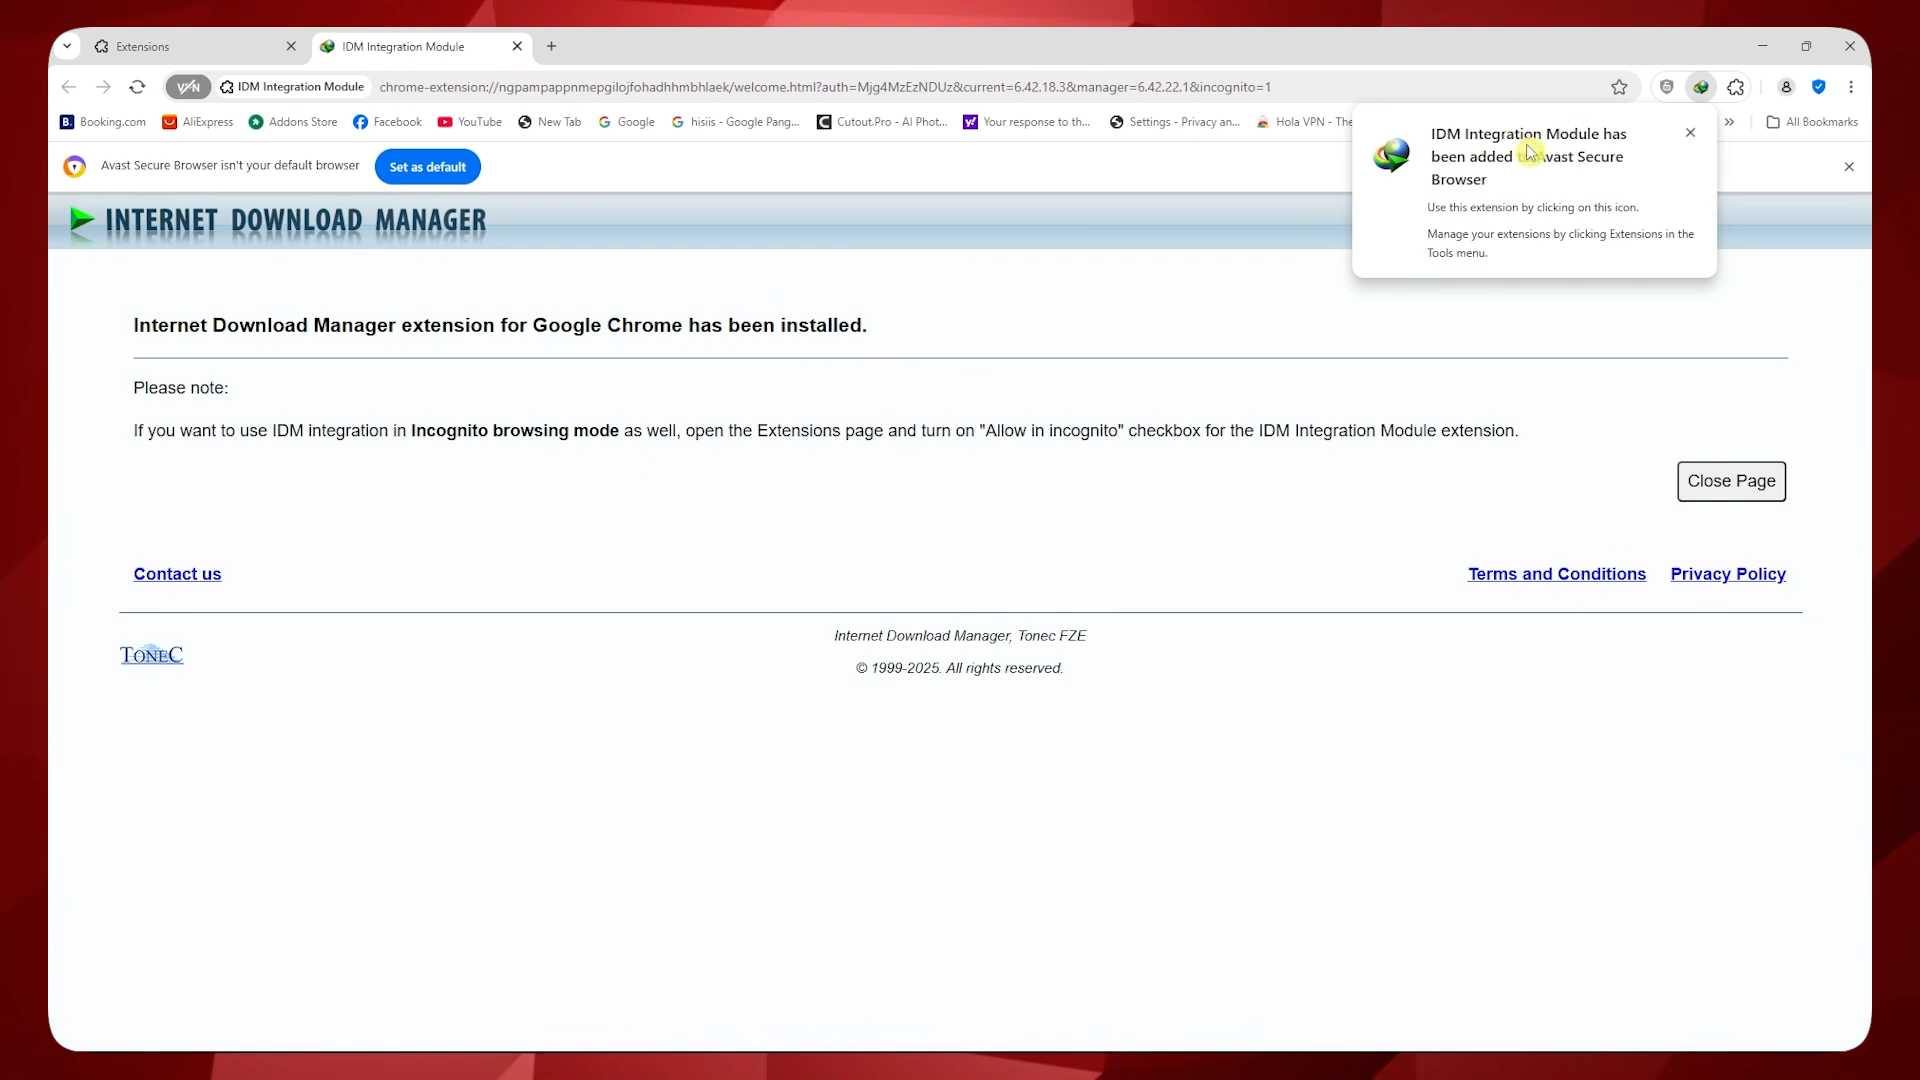 Extensions
IDM Integration Module
VPN
IDM Integration Module
chrome-extension://ngpampappnmepgilojfohadhhmbhlaek/welcome.html?auth=Mjg4MzEzNDUz&current=6.42.18.3&manager=6.42.22.1&incognito=1
Booking.com
AliExpress
Addons Store
Facebook
YouTube
New Tab
Google
hisiis - Google Pang...
Cutout.Pro - AI Phot...
Your response to th...
Settings - Privacy an...
Hola VPN - The
All Bookmarks
Avast Secure Browser isn't your default browser
Set as default
IDM Integration Module has
been added to Avast Secure
Browser
Use this extension by clicking on this icon.
Manage your extensions by clicking Extensions in the
Tools menu.
INTERNET DOWNLOAD MANAGER
Internet Download Manager extension for Google Chrome has been installed.
Please note:
If you want to use IDM integration in Incognito browsing mode as well, open the Extensions page and turn on "Allow in incognito" checkbox for the IDM Integration Module extension.
Close Page
Contact us
Terms and Conditions
Privacy Policy
TONEC
Internet Download Manager, Tonec FZE
© 1999-2025. All rights reserved.